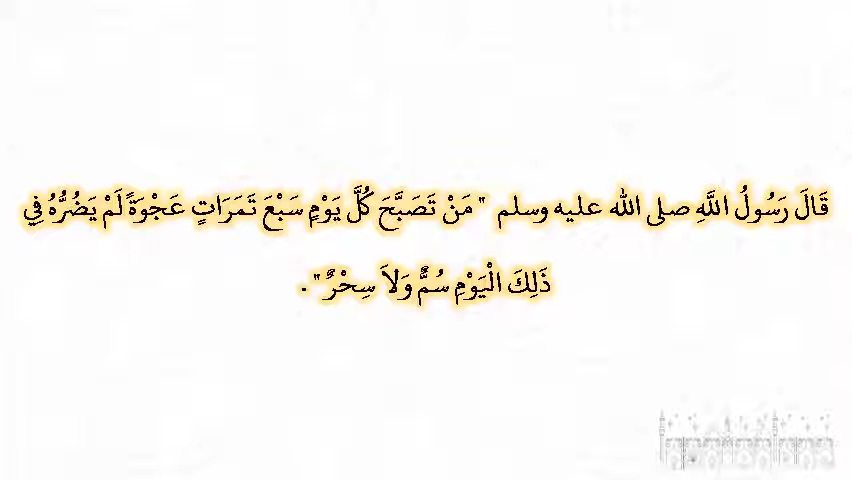 قَالَ رَسُولُ اللَّهِ صلى الله عليه وسلم ‏"‏ مَنْ تَصَبَّحَ كُلَّ يَوْمٍ سَبْعَ تَمَرَاتٍ عَجْوَةً لَمْ يَضُرُّهُ فِي
ذَلِكَ الْيَوْمِ سُمٌّ وَلاَ سِحْرٌ ‏"‏‏.‏